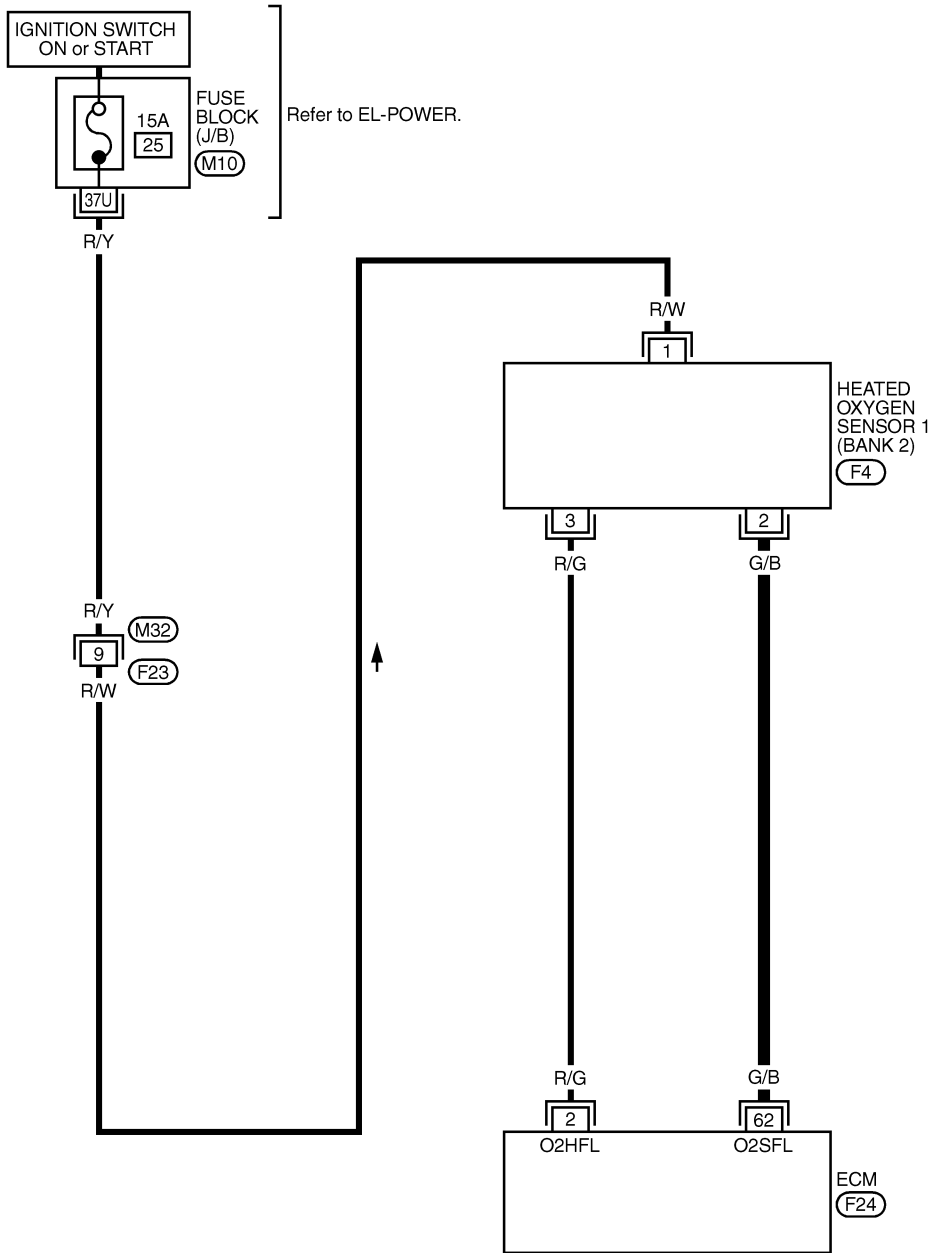 IGNITION SWITCH
ON or START
FUSE
BLOCK
(J/B)
M10
15A
25
Refer to EL-POWER.
37U
R/Y
R/W
1
HEATED
OXYGEN
SENSOR 1
(BANK 2)
F4
3
2
R/G
G/B
R/Y
M32
9
F23
R/W
R/G
G/B
2
62
O2HFL
O2SFL
ECM
F24